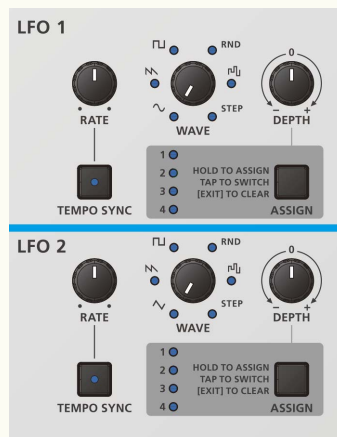 LFO 1
RND
0
- +
RATE
STEP
DEPTH
WAVE
1
2
3
4
HOLD TO ASSIGN
TAP TO SWITCH
[EXIT] TO CLEAR
TEMPO SYNC
ASSIGN
LFO 2
RND
0
- +
RATE
STEP
DEPTH
WAVE
1
2
3
4
HOLD TO ASSIGN
TAP TO SWITCH
[EXIT] TO CLEAR
TEMPO SYNC
ASSIGN